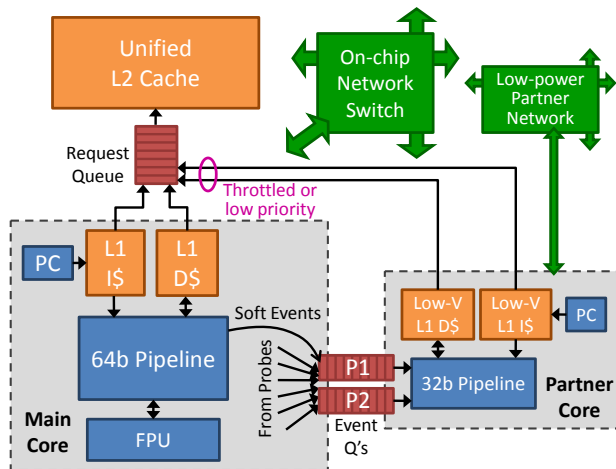 Unified
L2 Cache
On-chip
Network
Switch
Low-power
Partner
Network
Request
Queue
Throttled or
low priority
PC
L1
I$
L1
D$
Soft Events
64b Pipeline
FPU
Main
Core
From Probes
P1
P2
Event
Q's
Low-V
L1 D$
Low-V
L1 I$
PC
32b Pipeline
Partner
Core